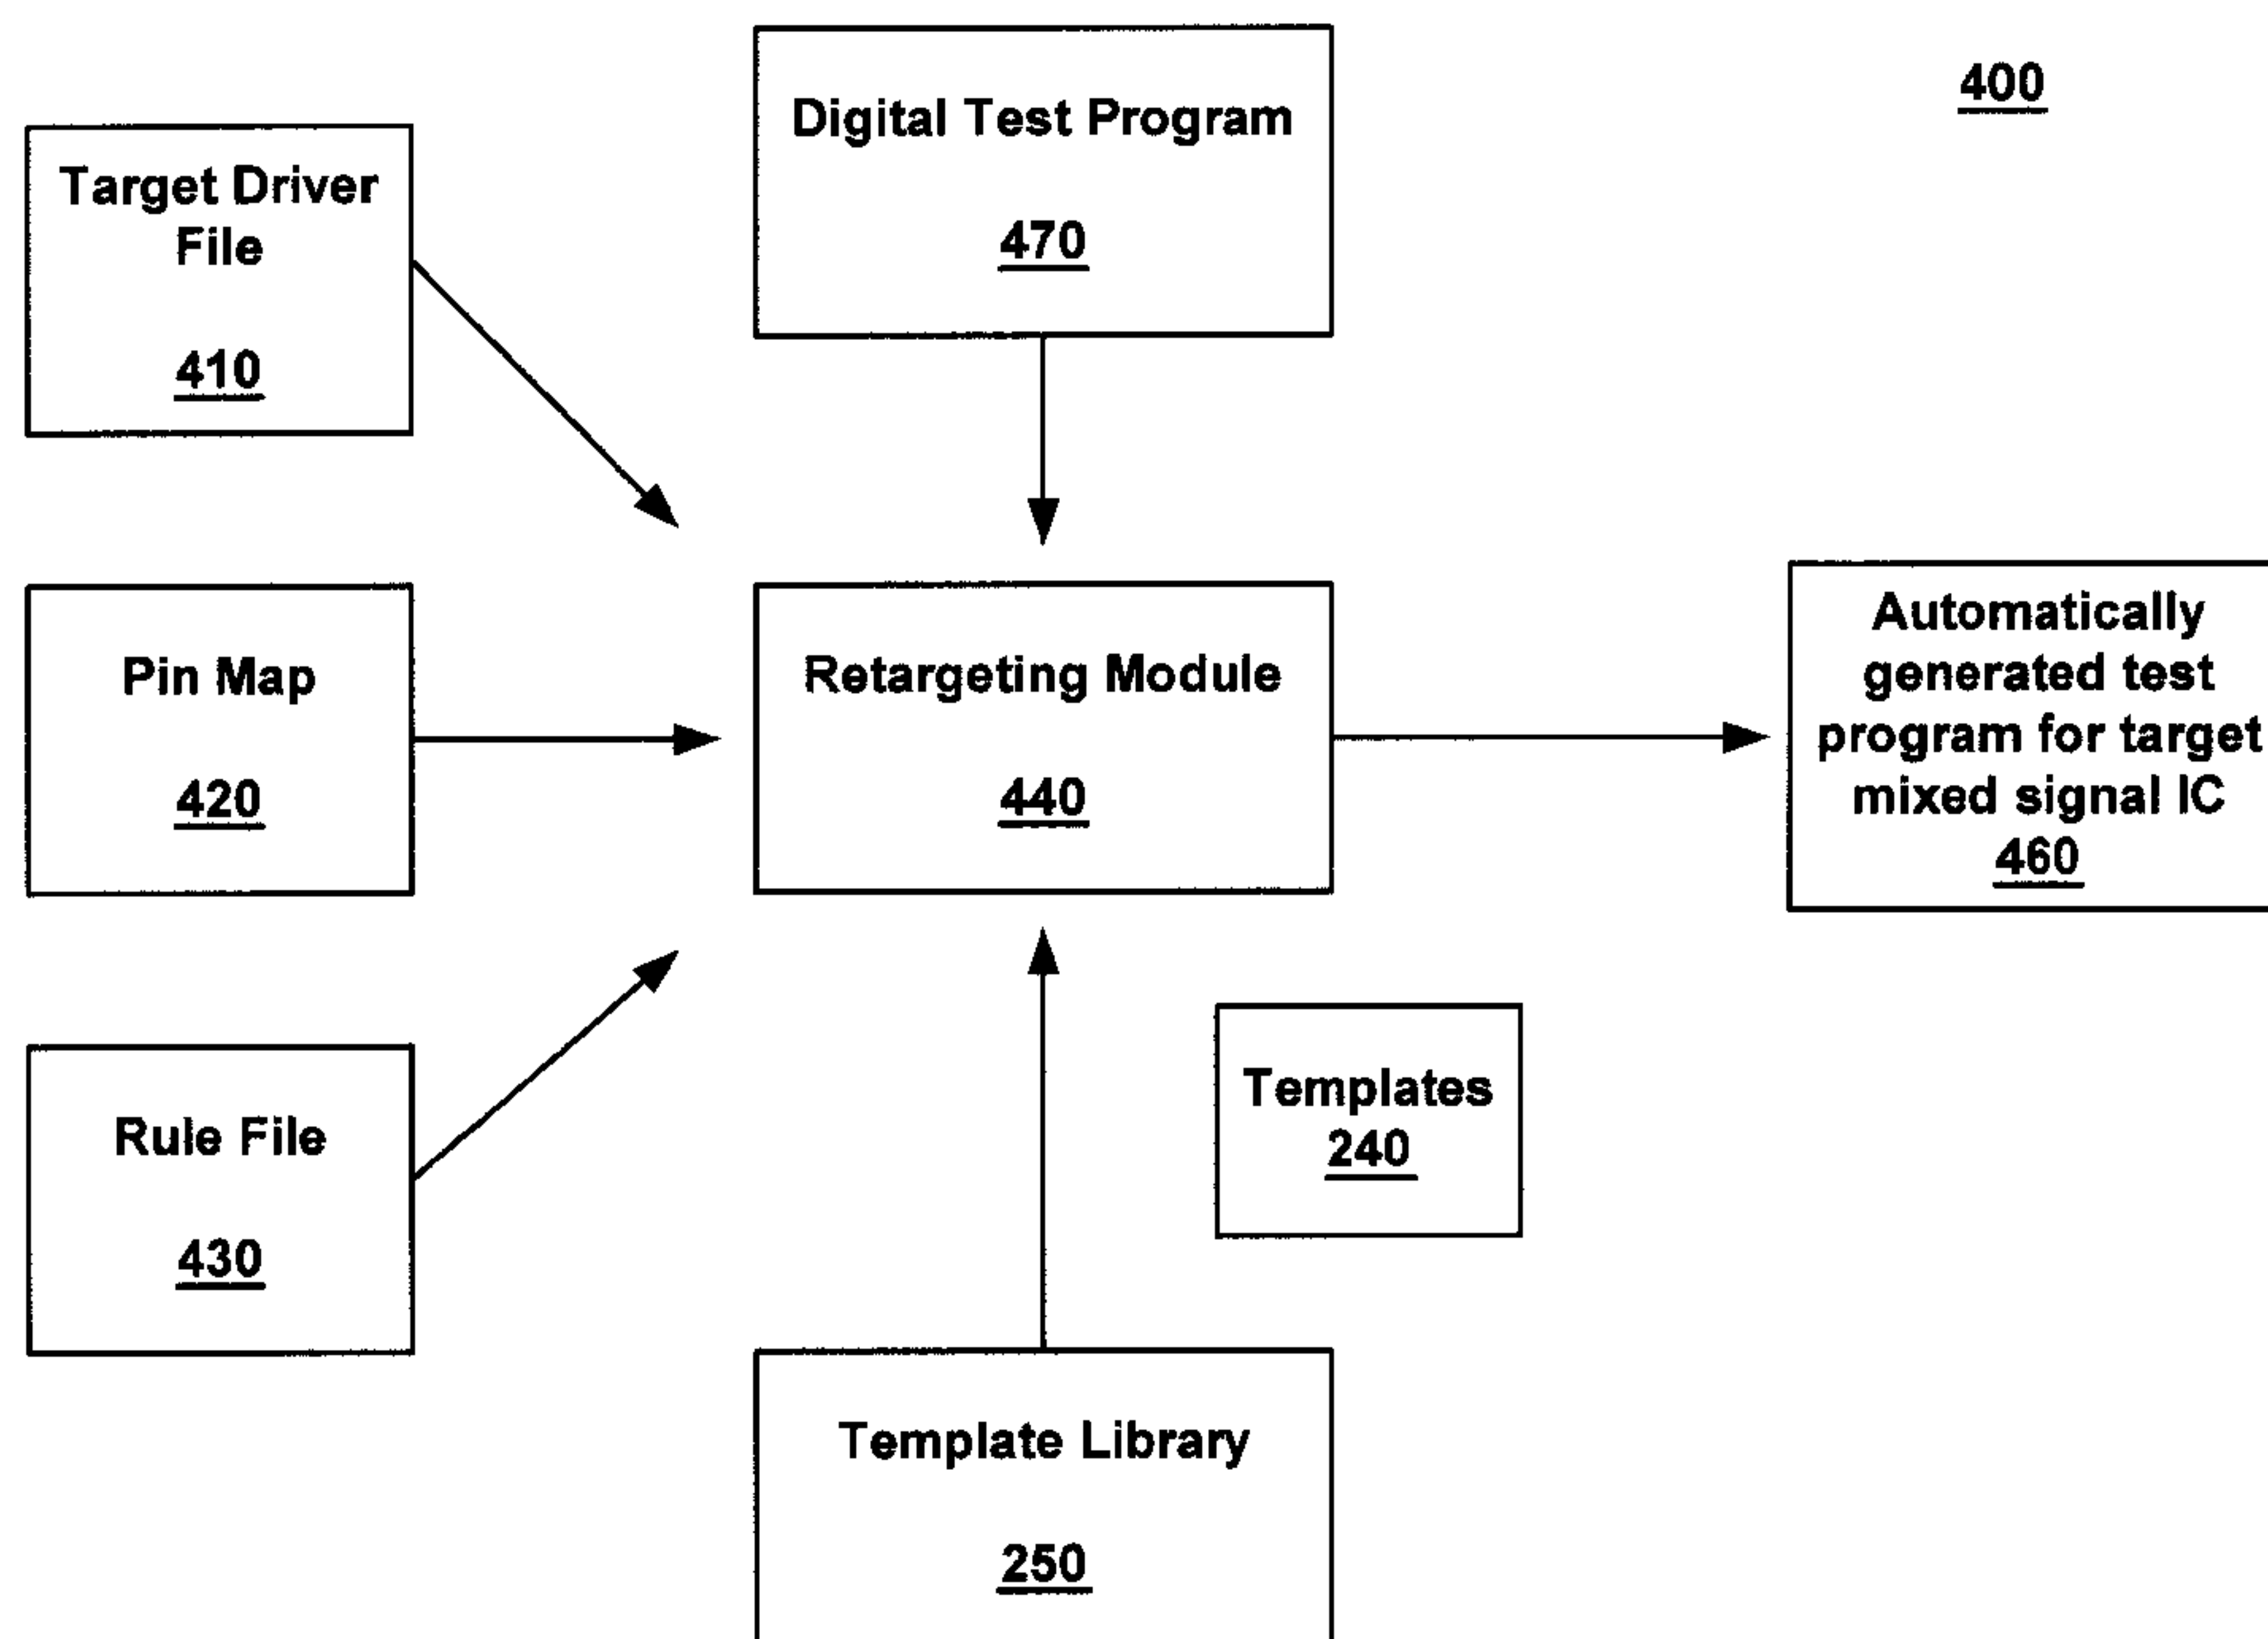 400
Digital Test Program
470
Target Driver
File
410
Pin Map
420
Retargeting Module
440
Automatically
generated test
program for target
mixed signal IC
460
Rule File
430
Templates
240
Template Library
250